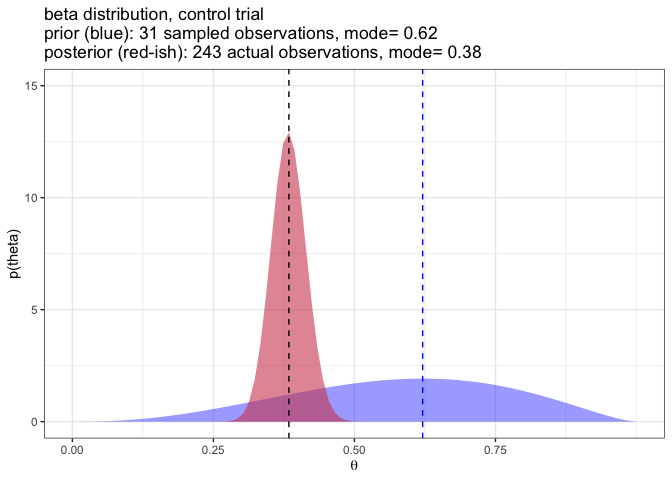 beta distribution, control trial
prior (blue): 31 sampled observations, mode= 0.62
posterior (red-ish): 243 actual observations, mode= 0.38
15
10
5
0
p(theta)
0.00 0.25 0.50 0.75
θ